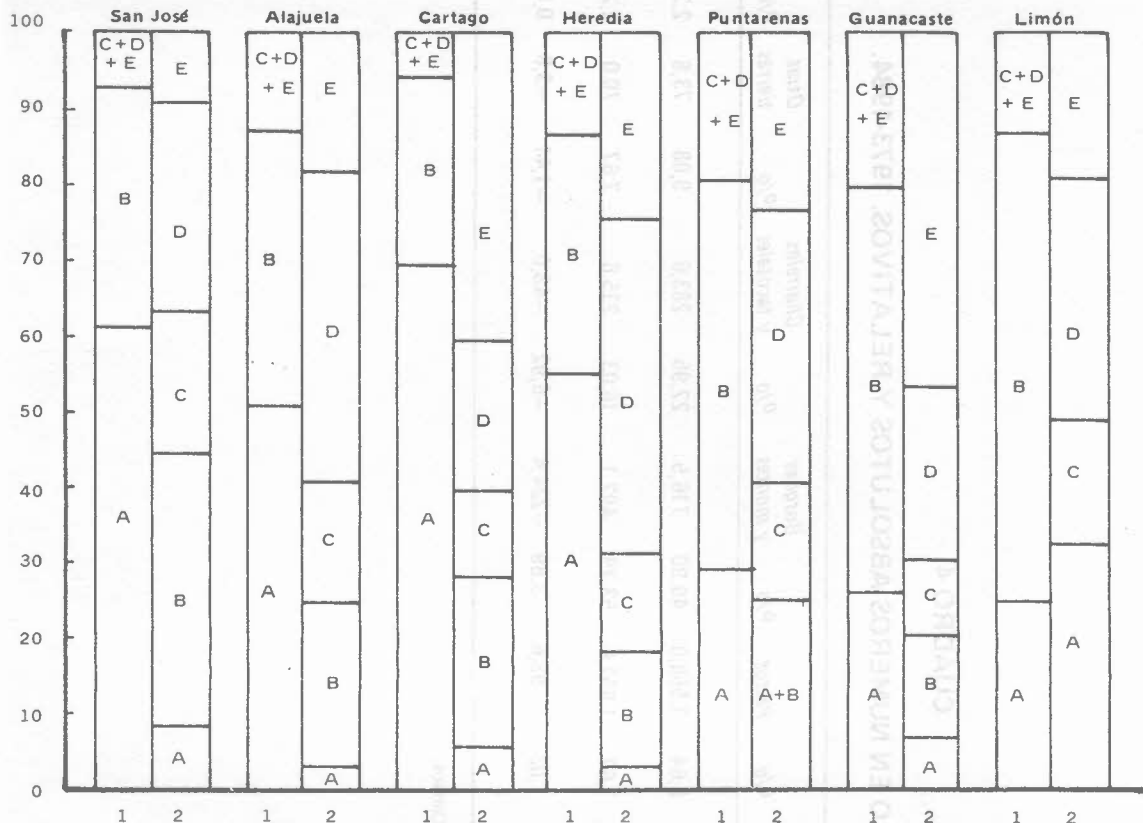 San José Alajuela Cartago Heredia Puntarenas Guanacaste Limón
100
90
80
70
60
50
40
30
20
10
0
C+D
+ E
B
A
E
D
C
B
A
C+D
+ E
B
A
E
D
C
B
A
C+D
+ E
B
A
E
D
C
B
A
C+D
+ E
B
A
E
D
C
B
A
C+D
+ E
B
A
E
D
C
A+B
C+D
+ E
B
A
E
D
C
B
A
C+D
+ E
B
A
E
D
C
A
1 2 1 2 1 2 1 2 1 2 1 2 1 2